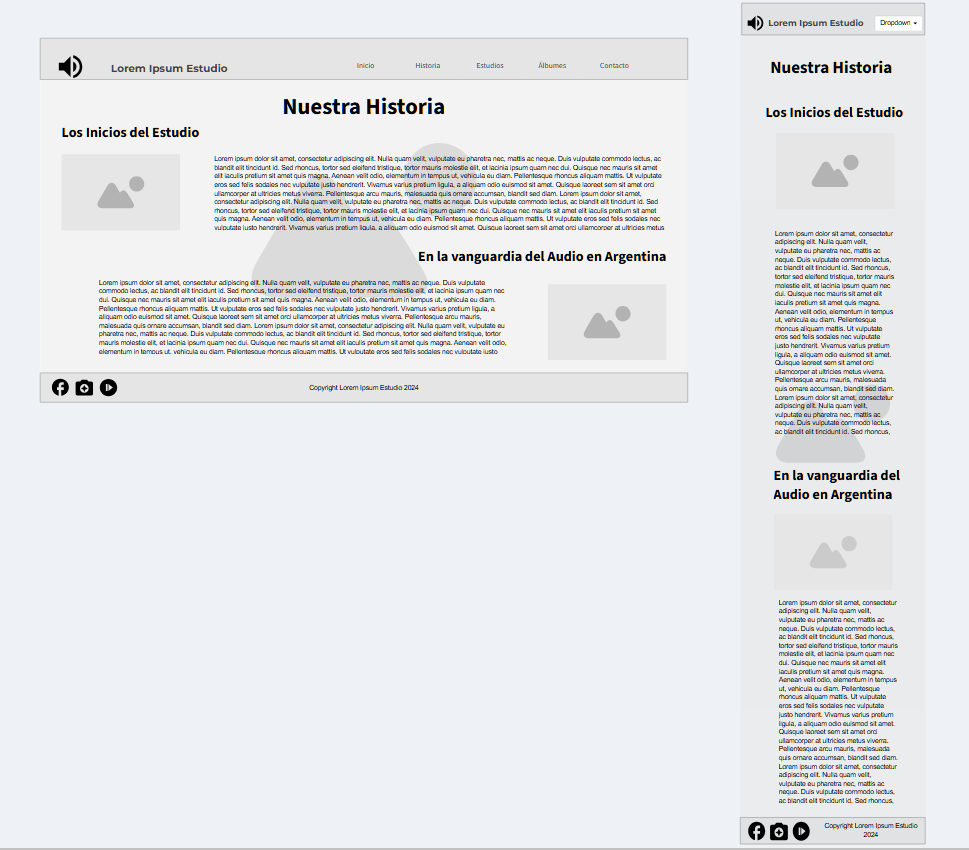 Lorem Ipsum Estudio
Inicio Historia Estudios Álbumes Contacto
Nuestra Historia
Los Inicios del Estudio
Lorem ipsum dolor sit amet, consectetur adipiscing elit. Nulla quam velit, vulputate eu pharetra nec, mattis ac neque. Duis vulputate commodo lectus, ac
blandit elit tincidunt id. Sed rhoncus, tortor sed eleifend tristique, tortor mauris molestie elit, et lacinia ipsum quam nec dui. Quisque nec mauris sit amet
elit iaculis pretium sit amet quis magna. Aenean velit odio, elementum in tempus ut, vehicula eu diam. Pellentesque rhoncus aliquam mattis. Ut vulputate
eros sed felis sodales nec vulputate justo hendrerit. Vivamus varius pretium ligula, a aliquam odio euismod sit amet. Quisque laoreet sem sit amet orci
ullamcorper at ultricies metus viverra. Pellentesque arcu mauris, malesuada quis ornare accumsan, blandit sed diam. Lorem ipsum dolor sit amet,
consectetur adipiscing elit. Nulla quam velit, vulputate eu pharetra nec, mattis ac neque. Duis vulputate commodo lectus, ac blandit elit tincidunt id. Sed
rhoncus, tortor sed eleifend tristique, tortor mauris molestie elit, et lacinia ipsum quam nec dui. Quisque nec mauris sit amet elit iaculis pretium sit amet quis
magna. Aenean velit odio, elementum in tempus ut, vehicula eu diam. Pellentesque rhoncus aliquam mattis. Ut vulputate eros sed felis sodales nec
vulputate justo hendrerit. Vivamus varius pretium ligula, a aliquam odio euismod sit amet. Quisque laoreet sem sit amet orci ullamcorper at ultricies metus
En la vanguardia del Audio en Argentina
Lorem ipsum dolor sit amet, consectetur adipiscing elit. Nulla quam velit, vulputate eu pharetra nec, mattis ac neque. Duis
vulputate commodo lectus, ac blandit elit tincidunt id. Sed rhoncus, tortor sed eleifend tristique, tortor mauris molestie elit, et lacinia ipsum quam nec
dui. Quisque nec mauris sit amet elit iaculis pretium sit amet quis magna. Aenean velit odio, elementum in tempus ut, vehicula eu diam.
Pellentesque rhoncus aliquam mattis. Ut vulputate eros sed felis sodales nec vulputate justo hendrerit. Vivamus varius pretium ligula, a
aliquam odio euismod sit amet. Quisque laoreet sem sit amet orci ullamcorper at ultricies metus viverra. Pellentesque arcu mauris,
malesuada quis ornare accumsan, blandit sed diam. Lorem ipsum dolor sit amet, consectetur adipiscing elit. Nulla quam velit, vulputate eu
pharetra nec, mattis ac neque. Duis vulputate commodo lectus, ac blandit elit tincidunt id. Sed rhoncus, tortor sed eleifend tristique, tortor
mauris molestie elit, et lacinia ipsum quam nec dui. Quisque nec mauris sit amet elit iaculis pretium sit amet quis magna. Aenean velit odio,
elementum in tempus ut, vehicula eu diam. Pellentesque rhoncus aliquam mattis. Ut vulputate eros sed felis sodales nec vulputate justo
Copyright Lorem Ipsum Estudio 2024
Lorem Ipsum Estudio
Dropdown
Nuestra Historia
Los Inicios del Estudio
Lorem ipsum dolor sit amet, consectetur
adipiscing elit. Nulla quam velit,
vulputate eu pharetra nec, mattis ac
neque. Duis vulputate commodo lectus,
ac blandit elit tincidunt id. Sed rhoncus,
tortor sed eleifend tristique, tortor mauris
molestie elit, et lacinia ipsum quam nec
dui. Quisque nec mauris sit amet elit
iaculis pretium sit amet quis magna.
Aenean velit odio, elementum in tempus
ut, vehicula eu diam. Pellentesque
rhoncus aliquam mattis. Ut vulputate
eros sed felis sodales nec vulputate
justo hendrerit. Vivamus varius pretium
ligula, a aliquam odio euismod sit amet.
Quisque laoreet sem sit amet orci
ullamcorper at ultricies metus viverra.
Pellentesque arcu mauris, malesuada
quis ornare accumsan, blandit sed diam.
Lorem ipsum dolor sit amet, consectetur
adipiscing elit. Nulla quam velit,
vulputate eu pharetra nec, mattis ac
neque. Duis vulputate commodo lectus,
ac blandit elit tincidunt id. Sed rhoncus,
En la vanguardia del
Audio en Argentina
Lorem ipsum dolor sit amet, consectetur
adipiscing elit. Nulla quam velit,
vulputate eu pharetra nec, mattis ac
neque. Duis vulputate commodo lectus,
ac blandit elit tincidunt id. Sed rhoncus,
tortor sed eleifend tristique, tortor mauris
molestie elit, et lacinia ipsum quam nec
dui. Quisque nec mauris sit amet elit
iaculis pretium sit amet quis magna.
Aenean velit odio, elementum in tempus
ut, vehicula eu diam. Pellentesque
rhoncus aliquam mattis. Ut vulputate
eros sed felis sodales nec vulputate
justo hendrerit. Vivamus varius pretium
ligula, a aliquam odio euismod sit amet.
Quisque laoreet sem sit amet orci
ullamcorper at ultricies metus viverra.
Pellentesque arcu mauris, malesuada
quis ornare accumsan, blandit sed diam.
Lorem ipsum dolor sit amet, consectetur
adipiscing elit. Nulla quam velit,
vulputate eu pharetra nec, mattis ac
neque. Duis vulputate commodo lectus,
ac blandit elit tincidunt id. Sed rhoncus,
Copyright Lorem Ipsum Estudio
2024